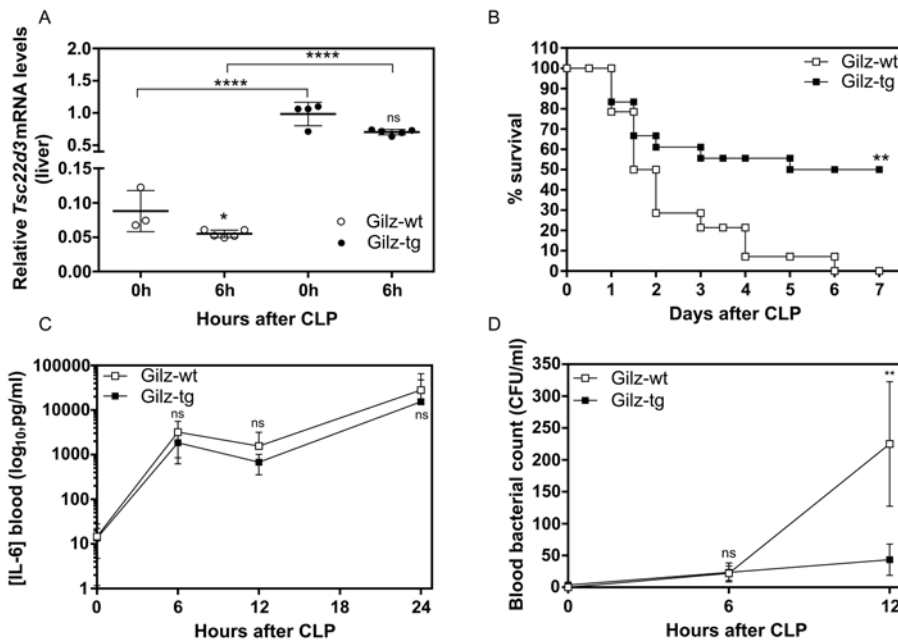 A
Relative Tsc22d3mRNA levels
(liver)
2.0
1.5
1.0
0.5
0.15
0.10
0.05
0.00
****
****
*
ns
Gilz-wt
Gilz-tg
0h 6h 0h 6h
Hours after CLP
B
% survival
110
100
90
80
70
60
50
40
30
20
10
0
Gilz-wt
Gilz-tg
**
0 1 2 3 4 5 6 7
Days after CLP
C
[IL-6] blood (log10,pg/ml)
100000
10000
1000
100
10
1
Gilz-wt
Gilz-tg
ns
ns
ns
0 6 12 18 24
Hours after CLP
D
Blood bacterial count (CFU/ml)
350
300
250
200
150
100
50
0
Gilz-wt
Gilz-tg
ns
**
0 6 12
Hours after CLP